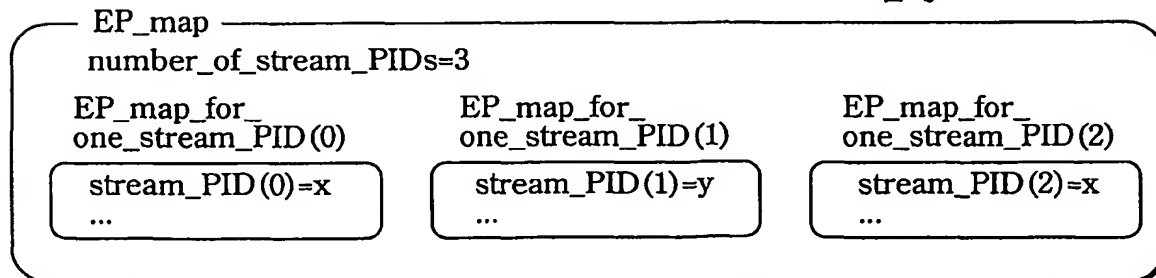 EP_map
number_of_stream_PIDs=3
EP_map_for_
one_stream_PID(0)
stream_PID(0)=x
...
EP_map_for_
one_stream_PID(1)
stream_PID(1)=y
...
EP_map_for_
one_stream_PID(2)
stream_PID(2)=x
...